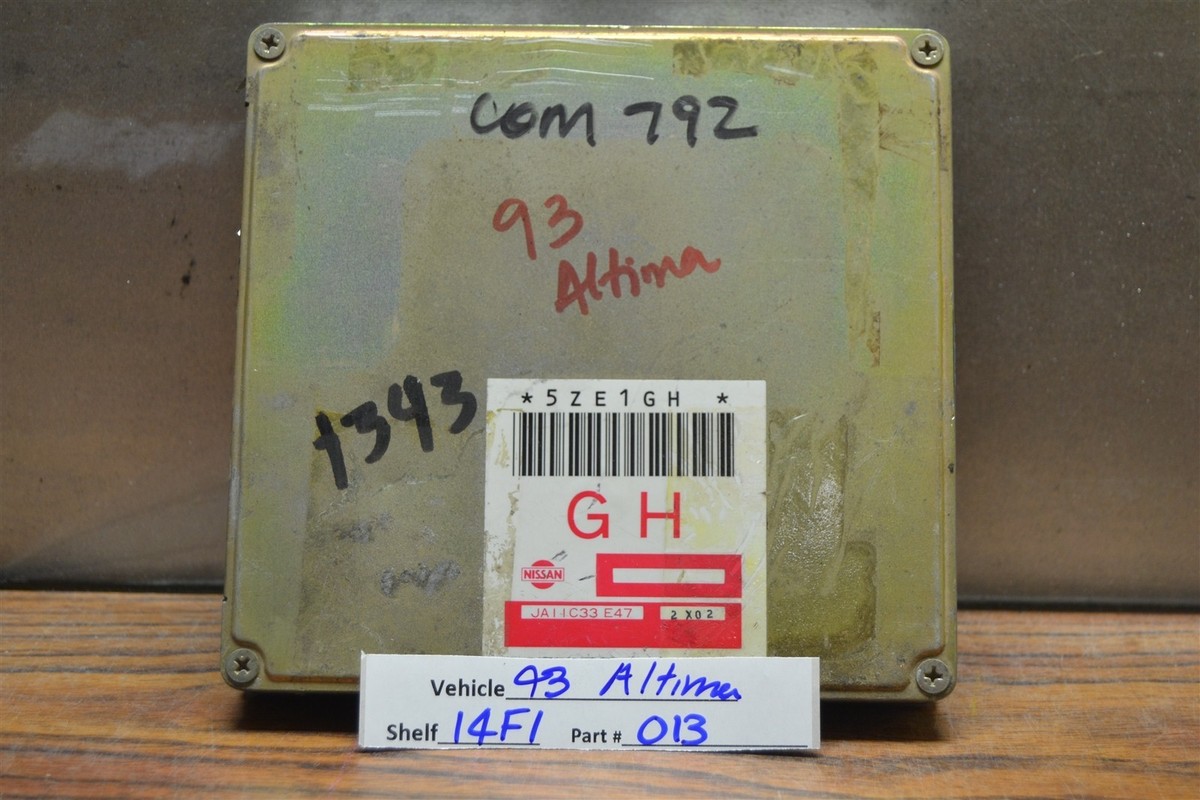 COM 792
93
Altima
1343
* 5ZE1GH *
GH
NISSAN
JA11C33 E47 2X02
Vehicle 93 Altima
Shelf 14F1 Part # 013